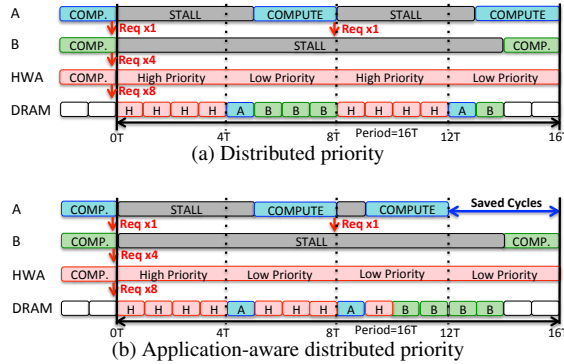 A COMP. STALL COMPUTE STALL COMPUTE
Req x1 Req x1
B COMP. STALL COMP.
Req x4
HWA COMP. High Priority Low Priority High Priority Low Priority
Req x8
DRAM H H H H A B B B H H H H A B
0T 4T 8T 12T 16T
Period=16T
(a) Distributed priority
A COMP. STALL COMPUTE COMPUTE Saved Cycles
Req x1 Req x1
B COMP. STALL COMP.
Req x4
HWA COMP. High Priority Low Priority Low Priority Low Priority
Req x8
DRAM H H H H A H H H A H B B B B
0T 4T 8T 12T 16T
Period=16T
(b) Application-aware distributed priority